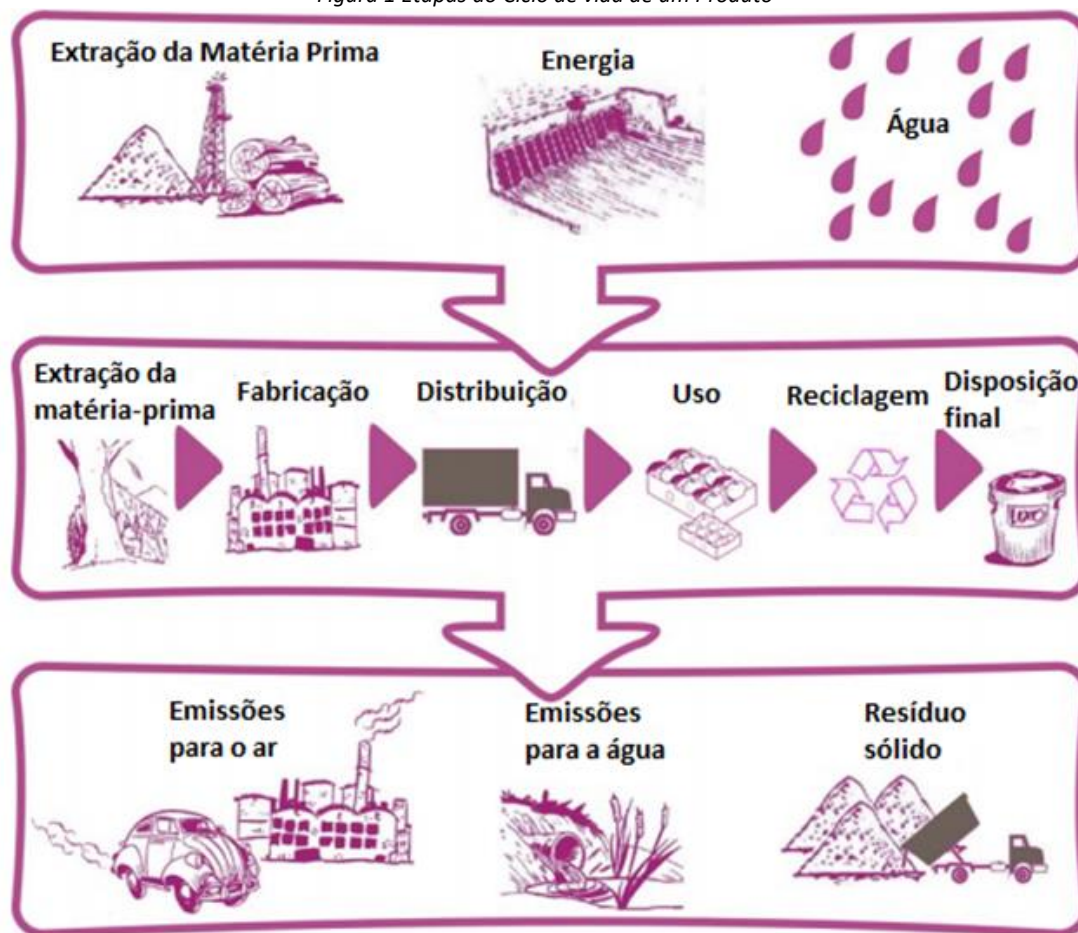 Figura 1 Etapas do Ciclo de Vida de um Produto
Extração da Matéria Prima
Energia
Água
Extração da
matéria-prima
Fabricação
Distribuição
Uso
Reciclagem
Disposição
final
LIXO
Emissões
para o ar
Emissões
para a água
Resíduo
sólido